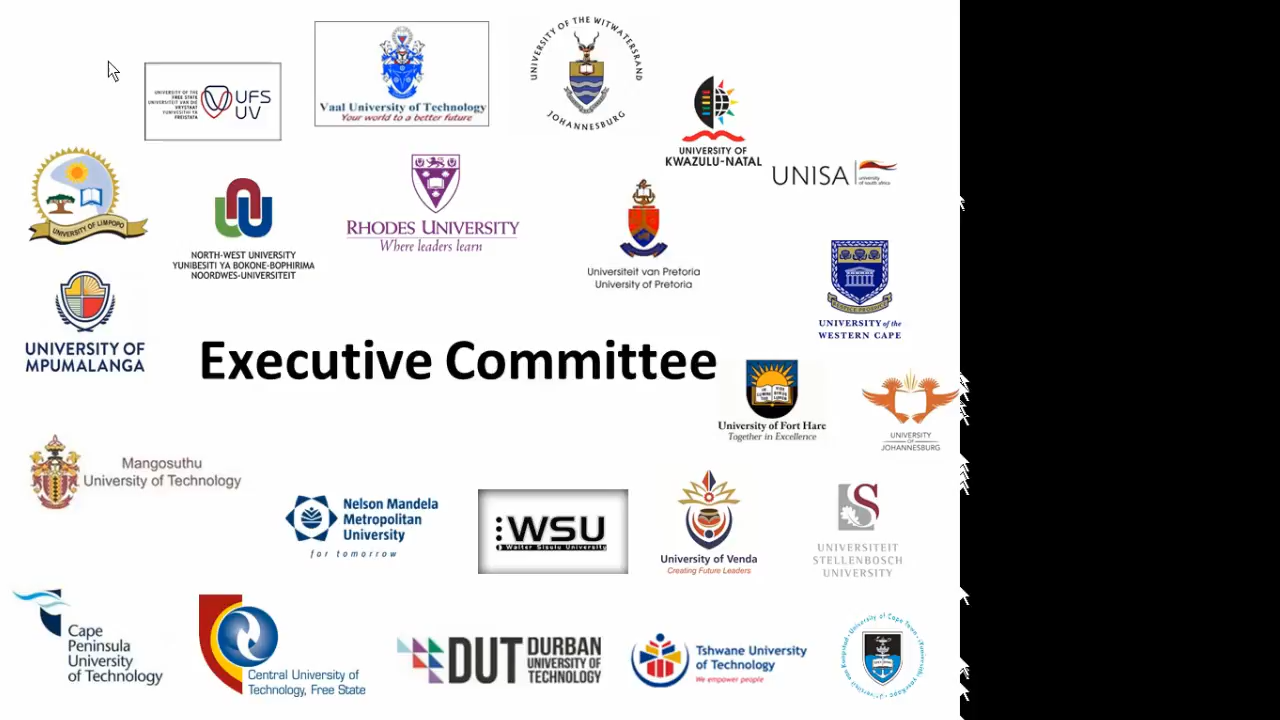 UNIVERSITY OF THE WITWATERSRAND
JOHANNESBURG
UNIVERSITY OF THE
FREE STATE
UNIVERSITEIT VAN DIE
VRYSTAAT
YUNIVESITHI YA
FREISTATA
UFS
UV
Vaal University of Technology
Your world to a better future
UNIVERSITY OF
KWAZULU-NATAL
UNISA
university
of south africa
UNIVERSITY OF LIMPOPO
NORTH-WEST UNIVERSITY
YUNIBESITI YA BOKONE-BOPHIRIMA
NOORDWES-UNIVERSITEIT
RHODES UNIVERSITY
Where leaders learn
Universiteit van Pretoria
University of Pretoria
UNIVERSITY of the
WESTERN CAPE
UNIVERSITY OF
MPUMALANGA
Executive Committee
University of Fort Hare
Together in Excellence
UNIVERSITY
OF
JOHANNESBURG
Mangosuthu
University of Technology
Nelson Mandela
Metropolitan
University
for tomorrow
WSU
Walter Sisulu University
University of Venda
Creating Future Leaders
UNIVERSITEIT
STELLENBOSCH
UNIVERSITY
Cape
Peninsula
University
of Technology
Central University of
Technology, Free State
DUT DURBAN
UNIVERSITY OF
TECHNOLOGY
Tshwane University
of Technology
We empower people
University of Cape Town